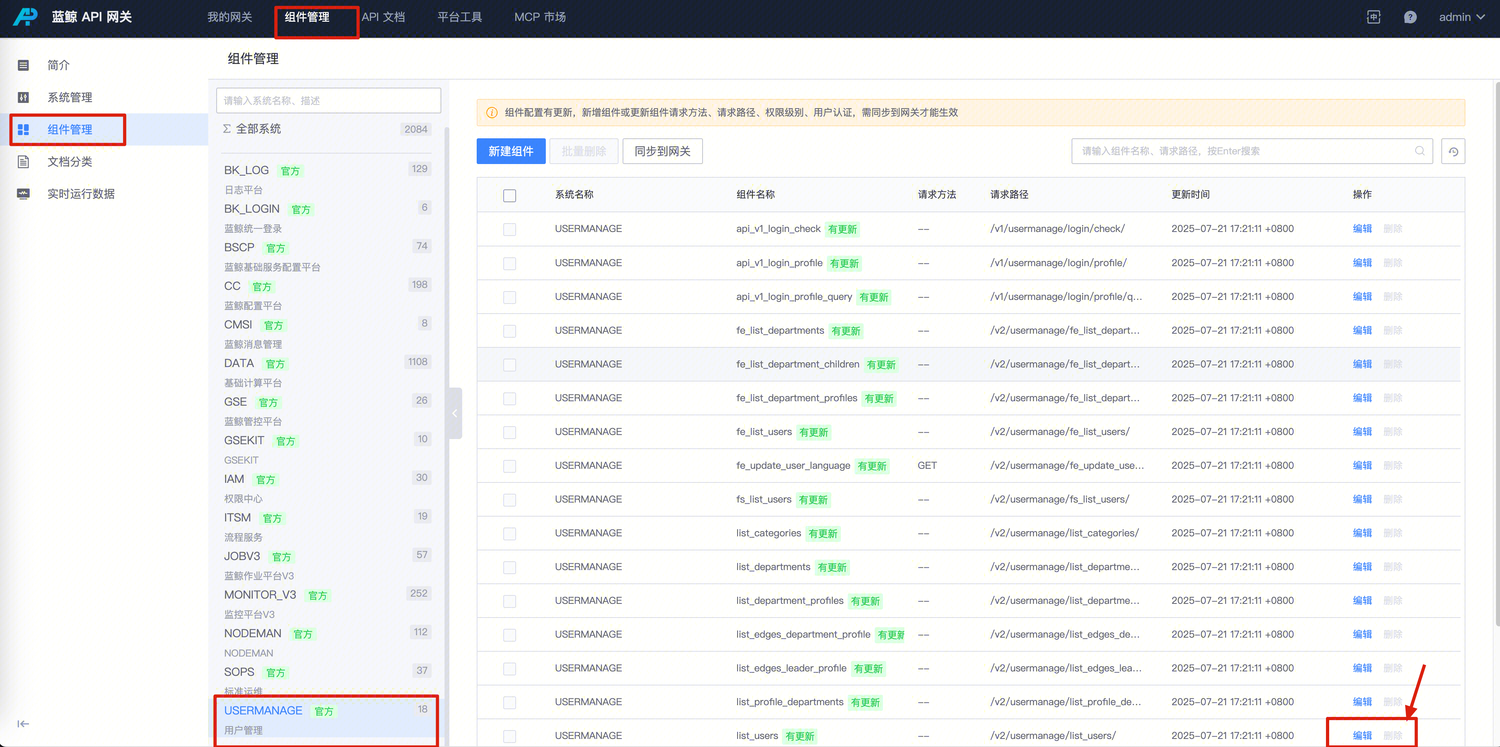 蓝鲸 API 网关
我的网关 组件管理 API 文档 平台工具 MCP 市场
中 ? admin
简介
系统管理
组件管理
文档分类
实时运行数据
组件管理
请输入系统名称、描述
Σ 全部系统 2084
BK_LOG 官方 129
日志平台
BK_LOGIN 官方 6
蓝鲸统一登录
BSCP 官方 74
蓝鲸基础服务配置平台
CC 官方 198
蓝鲸配置平台
CMSI 官方 8
蓝鲸消息管理
DATA 官方 1108
基础计算平台
GSE 官方 26
蓝鲸管控平台
GSEKIT 官方 10
GSEKIT
IAM 官方 30
权限中心
ITSM 官方 19
流程服务
JOBV3 官方 57
蓝鲸作业平台V3
MONITOR_V3 官方 252
监控平台V3
NODEMAN 官方 112
NODEMAN
SOPS 官方 37
标准运维
USERMANAGE 官方 18
用户管理
组件配置有更新，新增组件或更新组件请求方法、请求路径、权限级别、用户认证，需同步到网关才能生效
新建组件 批量删除 同步到网关 请输入组件名称、请求路径，按Enter搜索
系统名称 组件名称 请求方法 请求路径 更新时间 操作
USERMANAGE api_v1_login_check 有更新 -- /v1/usermanage/login/check/ 2025-07-21 17:21:11 +0800 编辑 删除
USERMANAGE api_v1_login_profile 有更新 -- /v1/usermanage/login/profile/ 2025-07-21 17:21:11 +0800 编辑 删除
USERMANAGE api_v1_login_profile_query 有更新 -- /v1/usermanage/login/profile/q... 2025-07-21 17:21:11 +0800 编辑 删除
USERMANAGE fe_list_departments 有更新 -- /v2/usermanage/fe_list_depart... 2025-07-21 17:21:11 +0800 编辑 删除
USERMANAGE fe_list_department_children 有更新 -- /v2/usermanage/fe_list_depart... 2025-07-21 17:21:11 +0800 编辑 删除
USERMANAGE fe_list_department_profiles 有更新 -- /v2/usermanage/fe_list_depart... 2025-07-21 17:21:11 +0800 编辑 删除
USERMANAGE fe_list_users 有更新 -- /v2/usermanage/fe_list_users/ 2025-07-21 17:21:11 +0800 编辑 删除
USERMANAGE fe_update_user_language 有更新 GET /v2/usermanage/fe_update_use... 2025-07-21 17:21:11 +0800 编辑 删除
USERMANAGE fs_list_users 有更新 -- /v2/usermanage/fs_list_users/ 2025-07-21 17:21:11 +0800 编辑 删除
USERMANAGE list_categories 有更新 -- /v2/usermanage/list_categories/ 2025-07-21 17:21:11 +0800 编辑 删除
USERMANAGE list_departments 有更新 -- /v2/usermanage/list_departme... 2025-07-21 17:21:11 +0800 编辑 删除
USERMANAGE list_department_profiles 有更新 -- /v2/usermanage/list_departme... 2025-07-21 17:21:11 +0800 编辑 删除
USERMANAGE list_edges_department_profile 有更新 -- /v2/usermanage/list_edges_de... 2025-07-21 17:21:11 +0800 编辑 删除
USERMANAGE list_edges_leader_profile 有更新 -- /v2/usermanage/list_edges_lea... 2025-07-21 17:21:11 +0800 编辑 删除
USERMANAGE list_profile_departments 有更新 -- /v2/usermanage/list_profile_de... 2025-07-21 17:21:11 +0800 编辑 删除
USERMANAGE list_users 有更新 -- /v2/usermanage/list_users/ 2025-07-21 17:21:11 +0800 编辑 删除